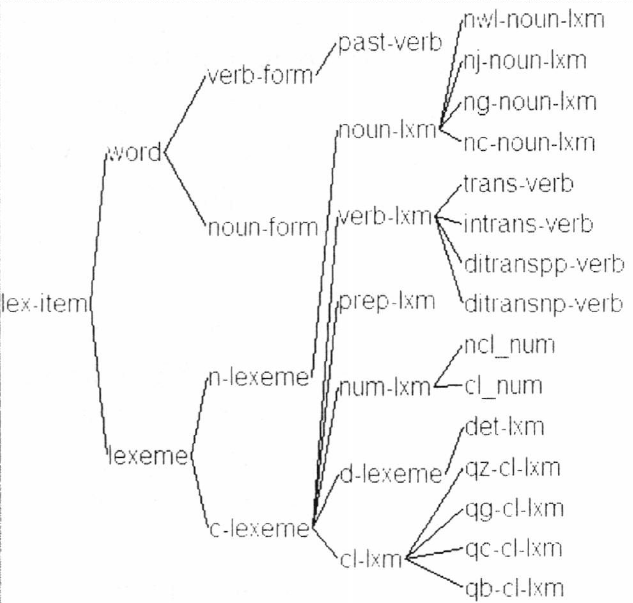 nwl-noun-lxm
past-verb
nj-noun-lxm
verb-form
ng-noun-lxm
noun-lxm
nc-noun-lxm
word
trans-verb
verb-lxm
intrans-verb
noun-form
ditranspp-verb
lex-item
prep-lxm
ditransnp-verb
ncl_num
n-lexeme
num-lxm
cl_num
det-lxm
lexeme
d-lexeme
qz-cl-lxm
qg-cl-lxm
c-lexeme
qc-cl-lxm
cl-lxm
qb-cl-lxm